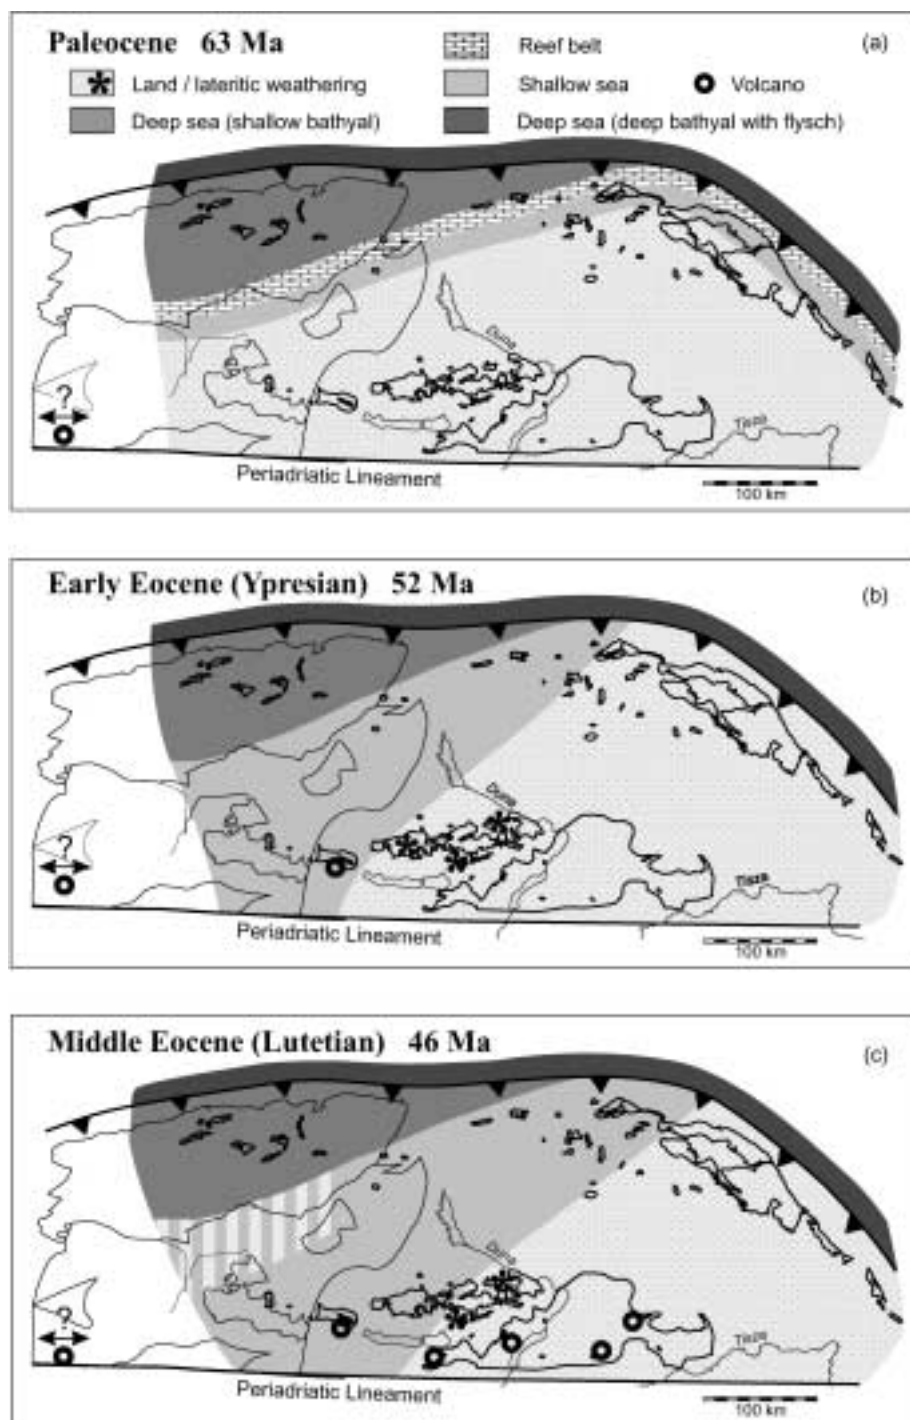 Paleocene 63 Ma
Reef belt
(a)
Land / lateritic weathering
Shallow sea
Volcano
Deep sea (shallow bathyal)
Deep sea (deep bathyal with flysch)
Duna
?
Tisza
Periadriatic Lineament
100 km
Early Eocene (Ypresian) 52 Ma
(b)
Duna
?
Tisza
Periadriatic Lineament
100 km
Middle Eocene (Lutetian) 46 Ma
(c)
Duna
?
Tisza
Periadriatic Lineament
100 km